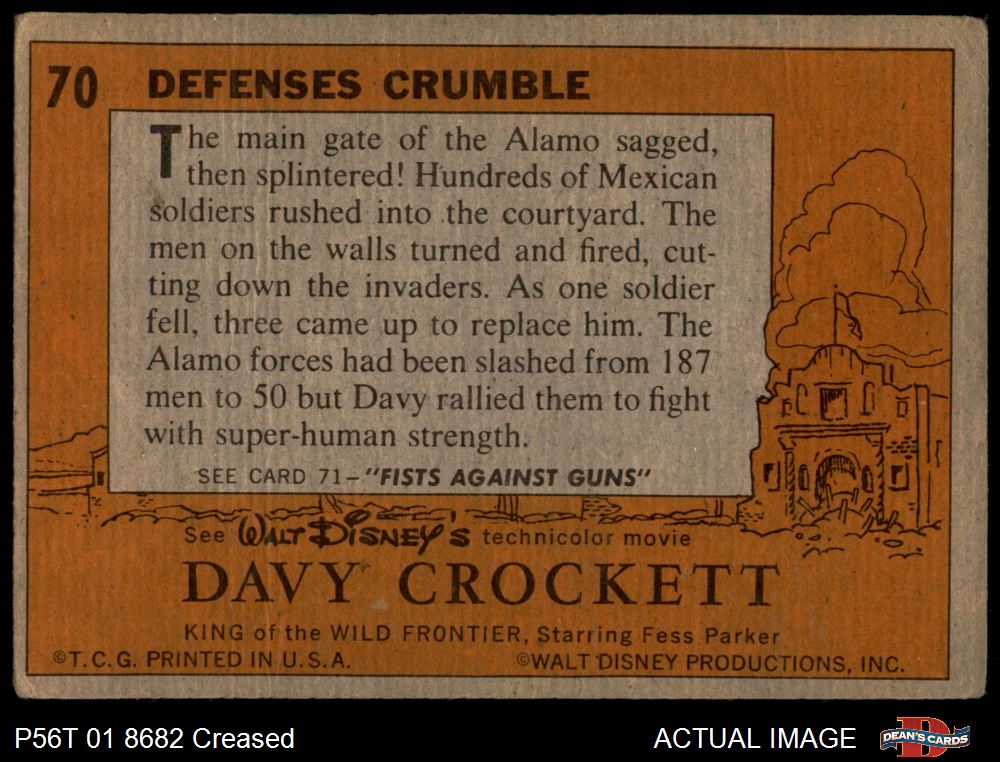 70 DEFENSES CRUMBLE
The main gate of the Alamo sagged,
then splintered! Hundreds of Mexican
soldiers rushed into the courtyard. The
men on the walls turned and fired, cut-
ting down the invaders. As one soldier
fell, three came up to replace him. The
Alamo forces had been slashed from 187
men to 50 but Davy rallied them to fight
with super-human strength.
SEE CARD 71-"FISTS AGAINST GUNS"
See WALT DISNEY'S technicolor movie
DAVY CROCKETT
KING of the WILD FRONTIER, Starring Fess Parker
©T.C.G. PRINTED IN U.S.A. ©WALT DISNEY PRODUCTIONS, INC.
P56T 01 8682 Creased ACTUAL IMAGE D DEAN'S CARDS